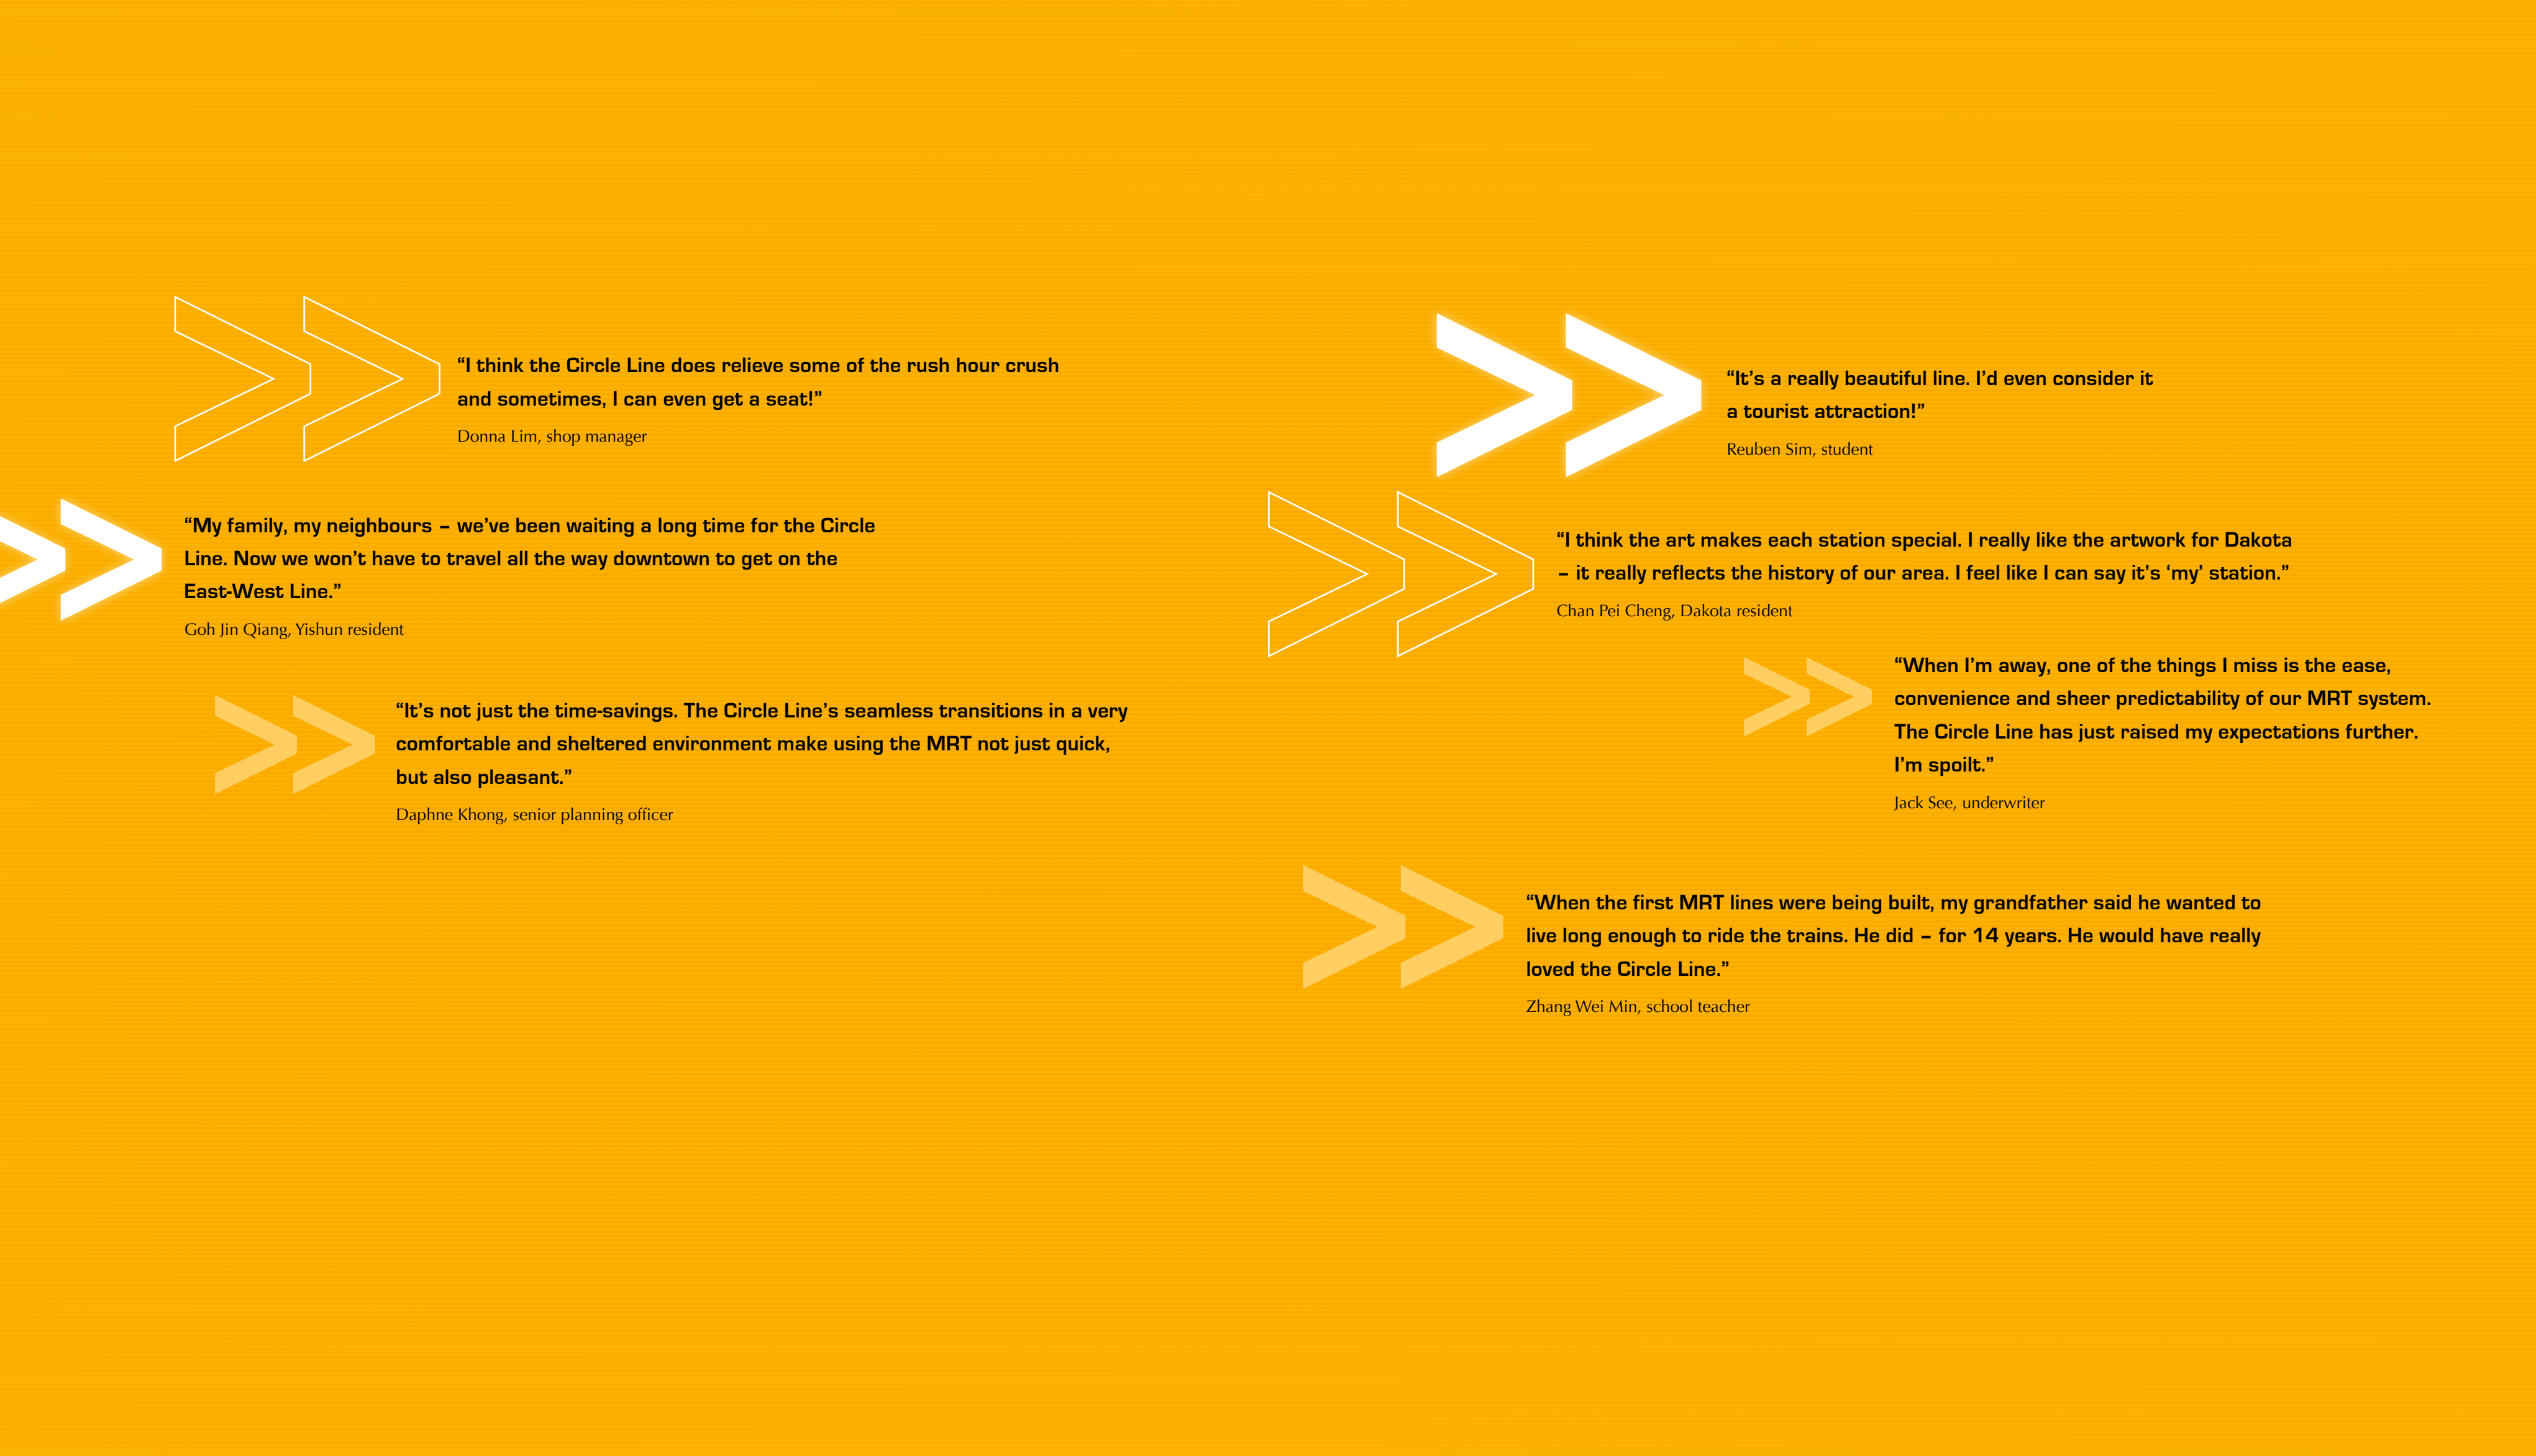 “I think the Circle Line does relieve some of the rush hour crush
and sometimes, I can even get a seat!”
Donna Lim, shop manager
“My family, my neighbours – we’ve been waiting a long time for the Circle
Line. Now we won’t have to travel all the way downtown to get on the
East-West Line.”
Goh Jin Qiang, Yishun resident
“It’s not just the time-savings. The Circle Line’s seamless transitions in a very
comfortable and sheltered environment make using the MRT not just quick,
but also pleasant.”
Daphne Khong, senior planning officer
“It’s a really beautiful line. I’d even consider it
a tourist attraction!”
Reuben Sim, student
“I think the art makes each station special. I really like the artwork for Dakota
– it really reflects the history of our area. I feel like I can say it’s ‘my’ station.”
Chan Pei Cheng, Dakota resident
“When I’m away, one of the things I miss is the ease,
convenience and sheer predictability of our MRT system.
The Circle Line has just raised my expectations further.
I’m spoilt.”
Jack See, underwriter
“When the first MRT lines were being built, my grandfather said he wanted to
live long enough to ride the trains. He did – for 14 years. He would have really
loved the Circle Line.”
Zhang Wei Min, school teacher